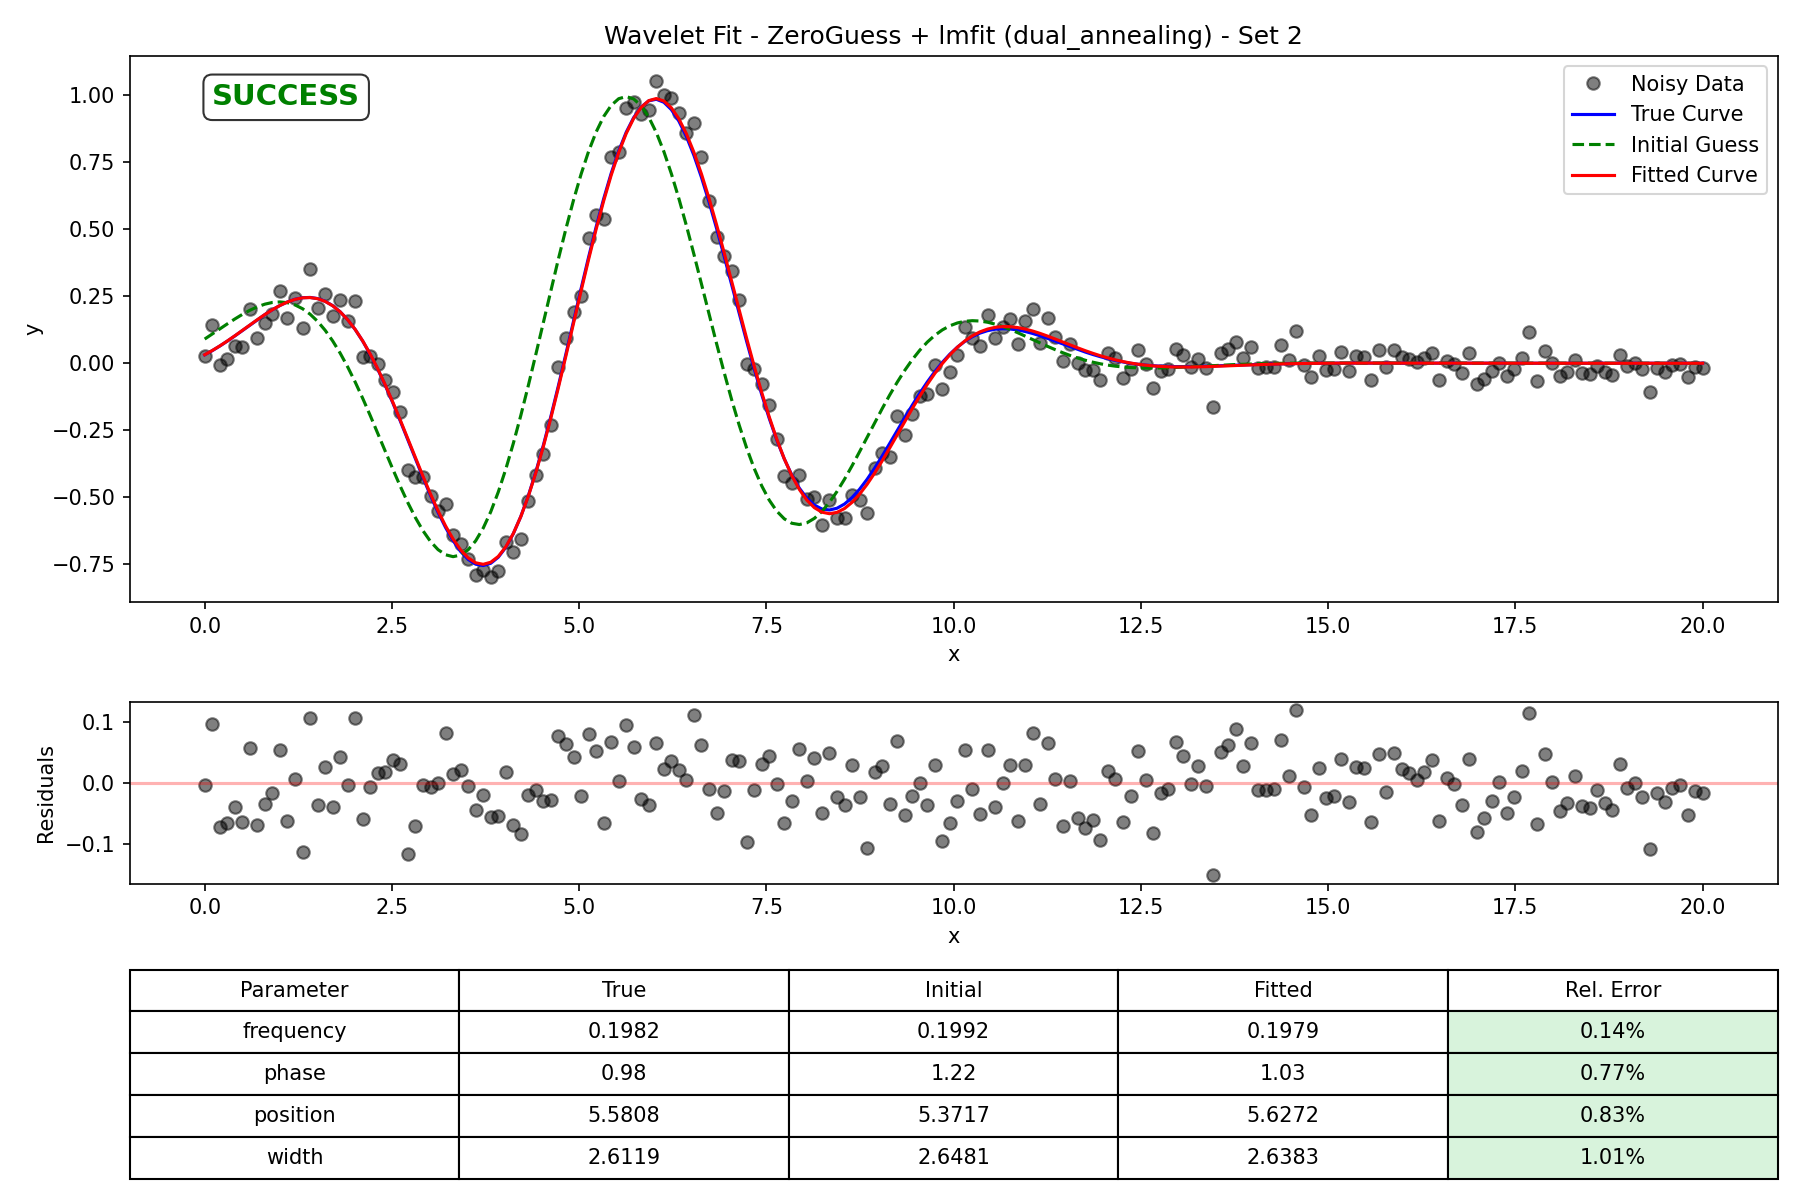 Wavelet Fit - ZeroGuess + lmfit (dual_annealing) - Set 2
SUCCESS
Noisy Data
True Curve
Initial Guess
Fitted Curve
1.00
0.75
0.50
0.25
0.00
−0.25
−0.50
−0.75
y
0.0 2.5 5.0 7.5 10.0 12.5 15.0 17.5 20.0
x
0.1
0.0
−0.1
Residuals
0.0 2.5 5.0 7.5 10.0 12.5 15.0 17.5 20.0
x
Parameter True Initial Fitted Rel. Error
frequency 0.1982 0.1992 0.1979 0.14%
phase 0.98 1.22 1.03 0.77%
position 5.5808 5.3717 5.6272 0.83%
width 2.6119 2.6481 2.6383 1.01%